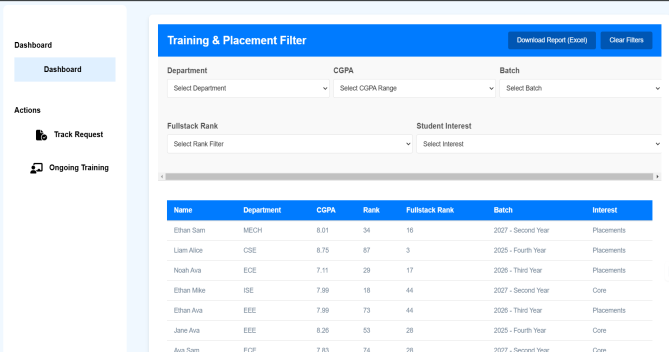 Dashboard
Dashboard
Actions
Track Request
Ongoing Training
Training & Placement Filter
Download Report (Excel)
Clear Filters
Department CGPA Batch
Select Department Select CGPA Range Select Batch
Fullstack Rank Student Interest
Select Rank Filter Select Interest
Name Department CGPA Rank Fullstack Rank Batch Interest
Ethan Sam MECH 8.01 34 16 2027 - Second Year Placements
Liam Alice CSE 8.75 87 3 2025 - Fourth Year Placements
Noah Ava ECE 7.11 29 17 2026 - Third Year Placements
Ethan Mike ISE 7.99 18 44 2027 - Second Year Core
Ethan Ava EEE 7.99 73 44 2026 - Third Year Placements
Jane Ava EEE 8.26 53 28 2025 - Fourth Year Core
Ava Sam ECE 7.83 74 26 2027 - Second Year Core